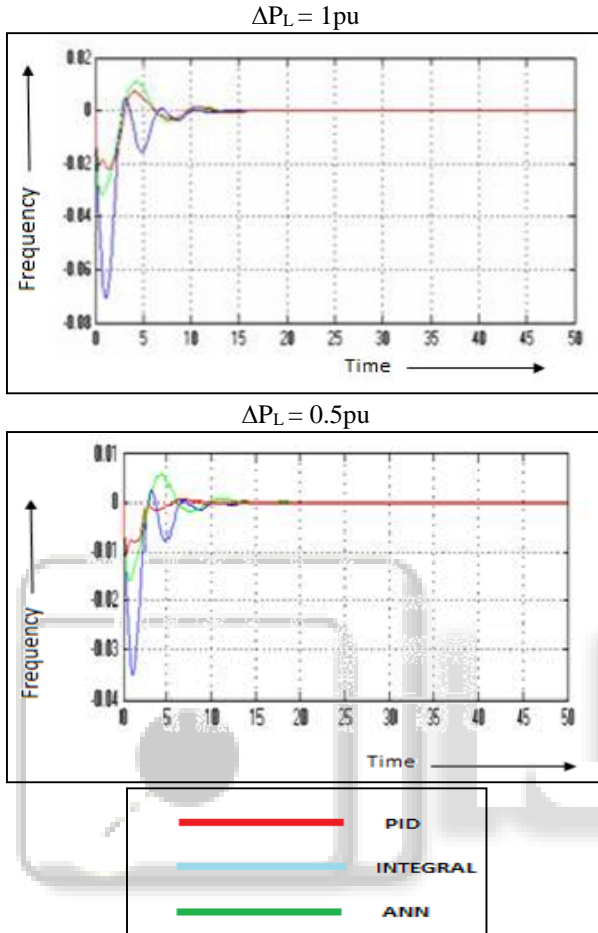 ΔP_L = 1pu
0.02
0
-0.02
-0.04
-0.06
-0.08
0 5 10 15 20 25 30 35 40 45 50
Frequency
Time
ΔP_L = 0.5pu
0.01
0
-0.01
-0.02
-0.03
-0.04
0 5 10 15 20 25 30 35 40 45 50
Frequency
Time
PID
INTEGRAL
ANN